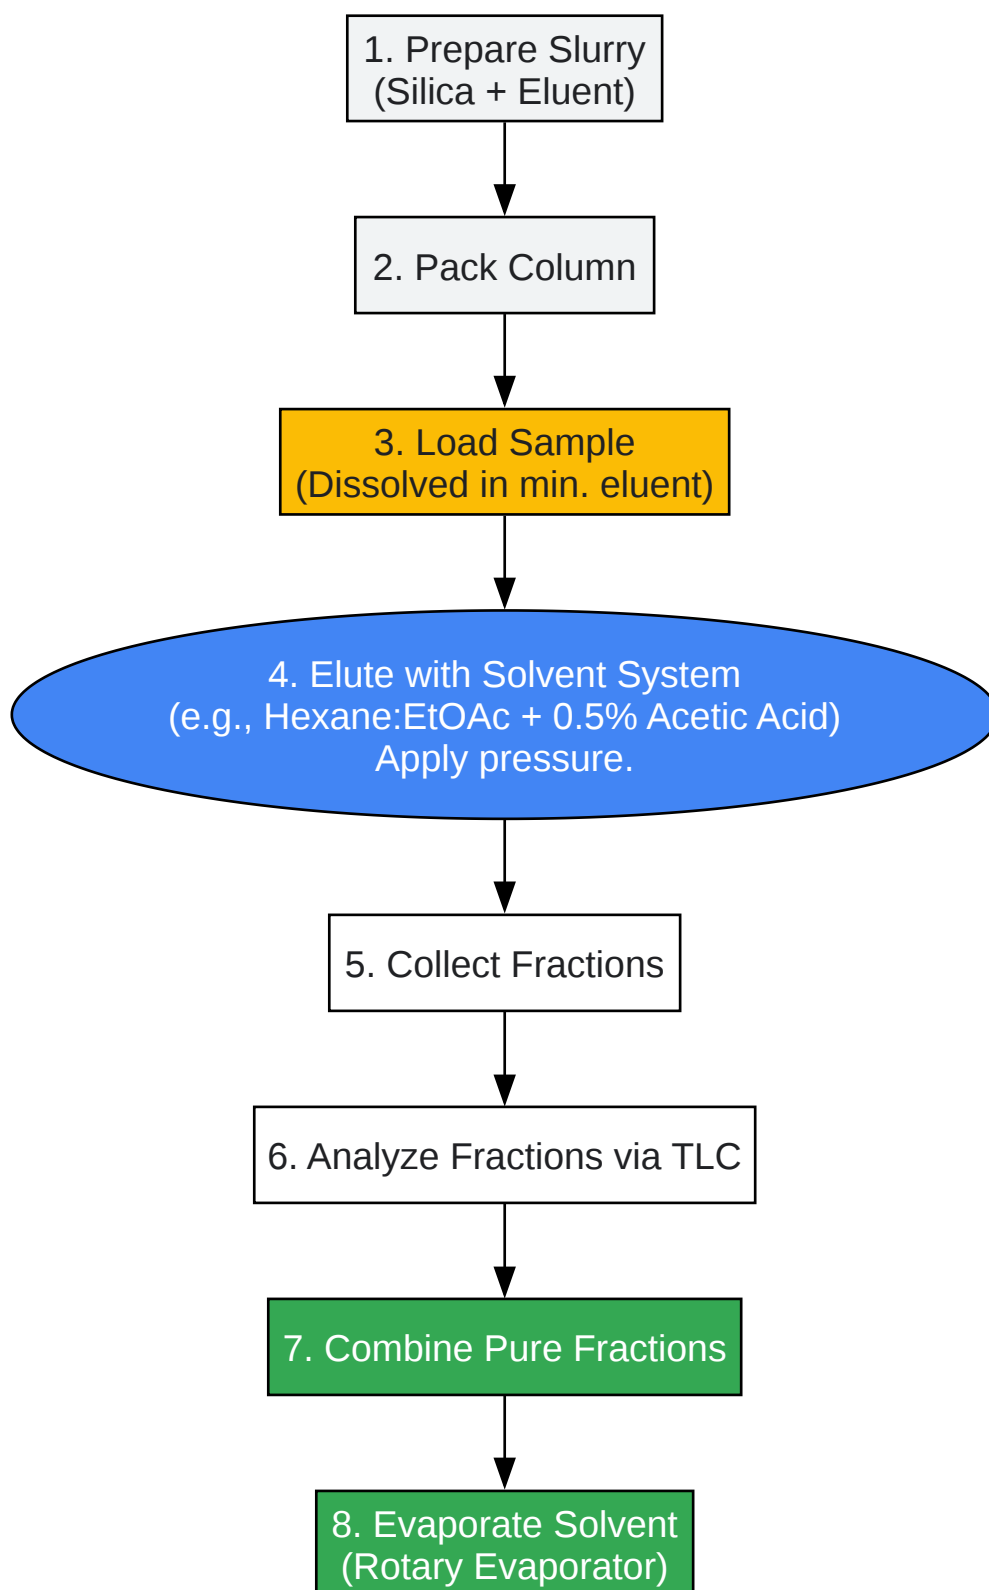 1. Prepare Slurry
(Silica + Eluent)
2. Pack Column
3. Load Sample
(Dissolved in min. eluent)
4. Elute with Solvent System
(e.g., Hexane:EtOAc + 0.5% Acetic Acid)
Apply pressure.
5. Collect Fractions
6. Analyze Fractions via TLC
7. Combine Pure Fractions
8. Evaporate Solvent
(Rotary Evaporator)